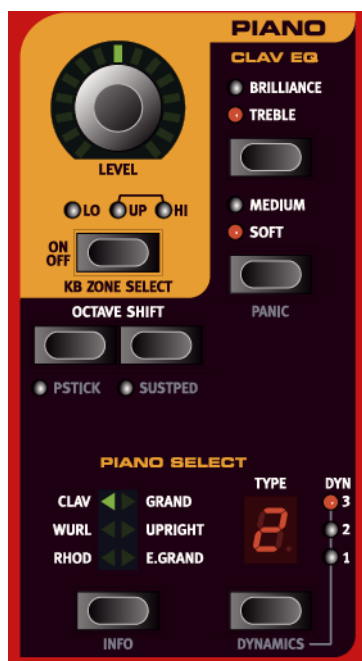 PIANO
CLAV EQ
BRILLIANCE
TREBLE
LEVEL
LO UP HI
ON
OFF
KB ZONE SELECT
MEDIUM
SOFT
PANIC
OCTAVE SHIFT
PSTICK SUSTPED
PIANO SELECT
TYPE DYN
CLAV GRAND
WURL UPRIGHT
RHOD E.GRAND
2
3
2
1
INFO
DYNAMICS